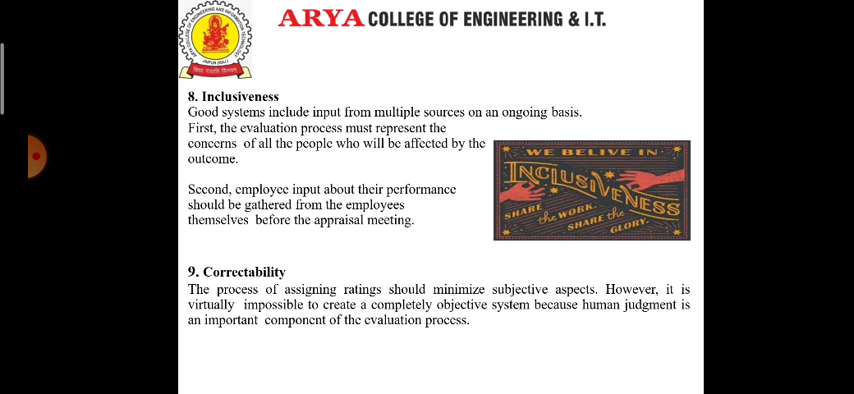 ARYA COLLEGE OF ENGINEERING & I.T.
8. Inclusiveness
Good systems include input from multiple sources on an ongoing basis.
First, the evaluation process must represent the
concerns of all the people who will be affected by the
outcome.
WE BELIVE IN
INCLUSIVENESS
SHARE the WORK.
SHARE the GLORY.
Second, employee input about their performance
should be gathered from the employees
themselves before the appraisal meeting.
9. Correctability
The process of assigning ratings should minimize subjective aspects. However, it is
virtually impossible to create a completely objective system because human judgment is
an important component of the evaluation process.